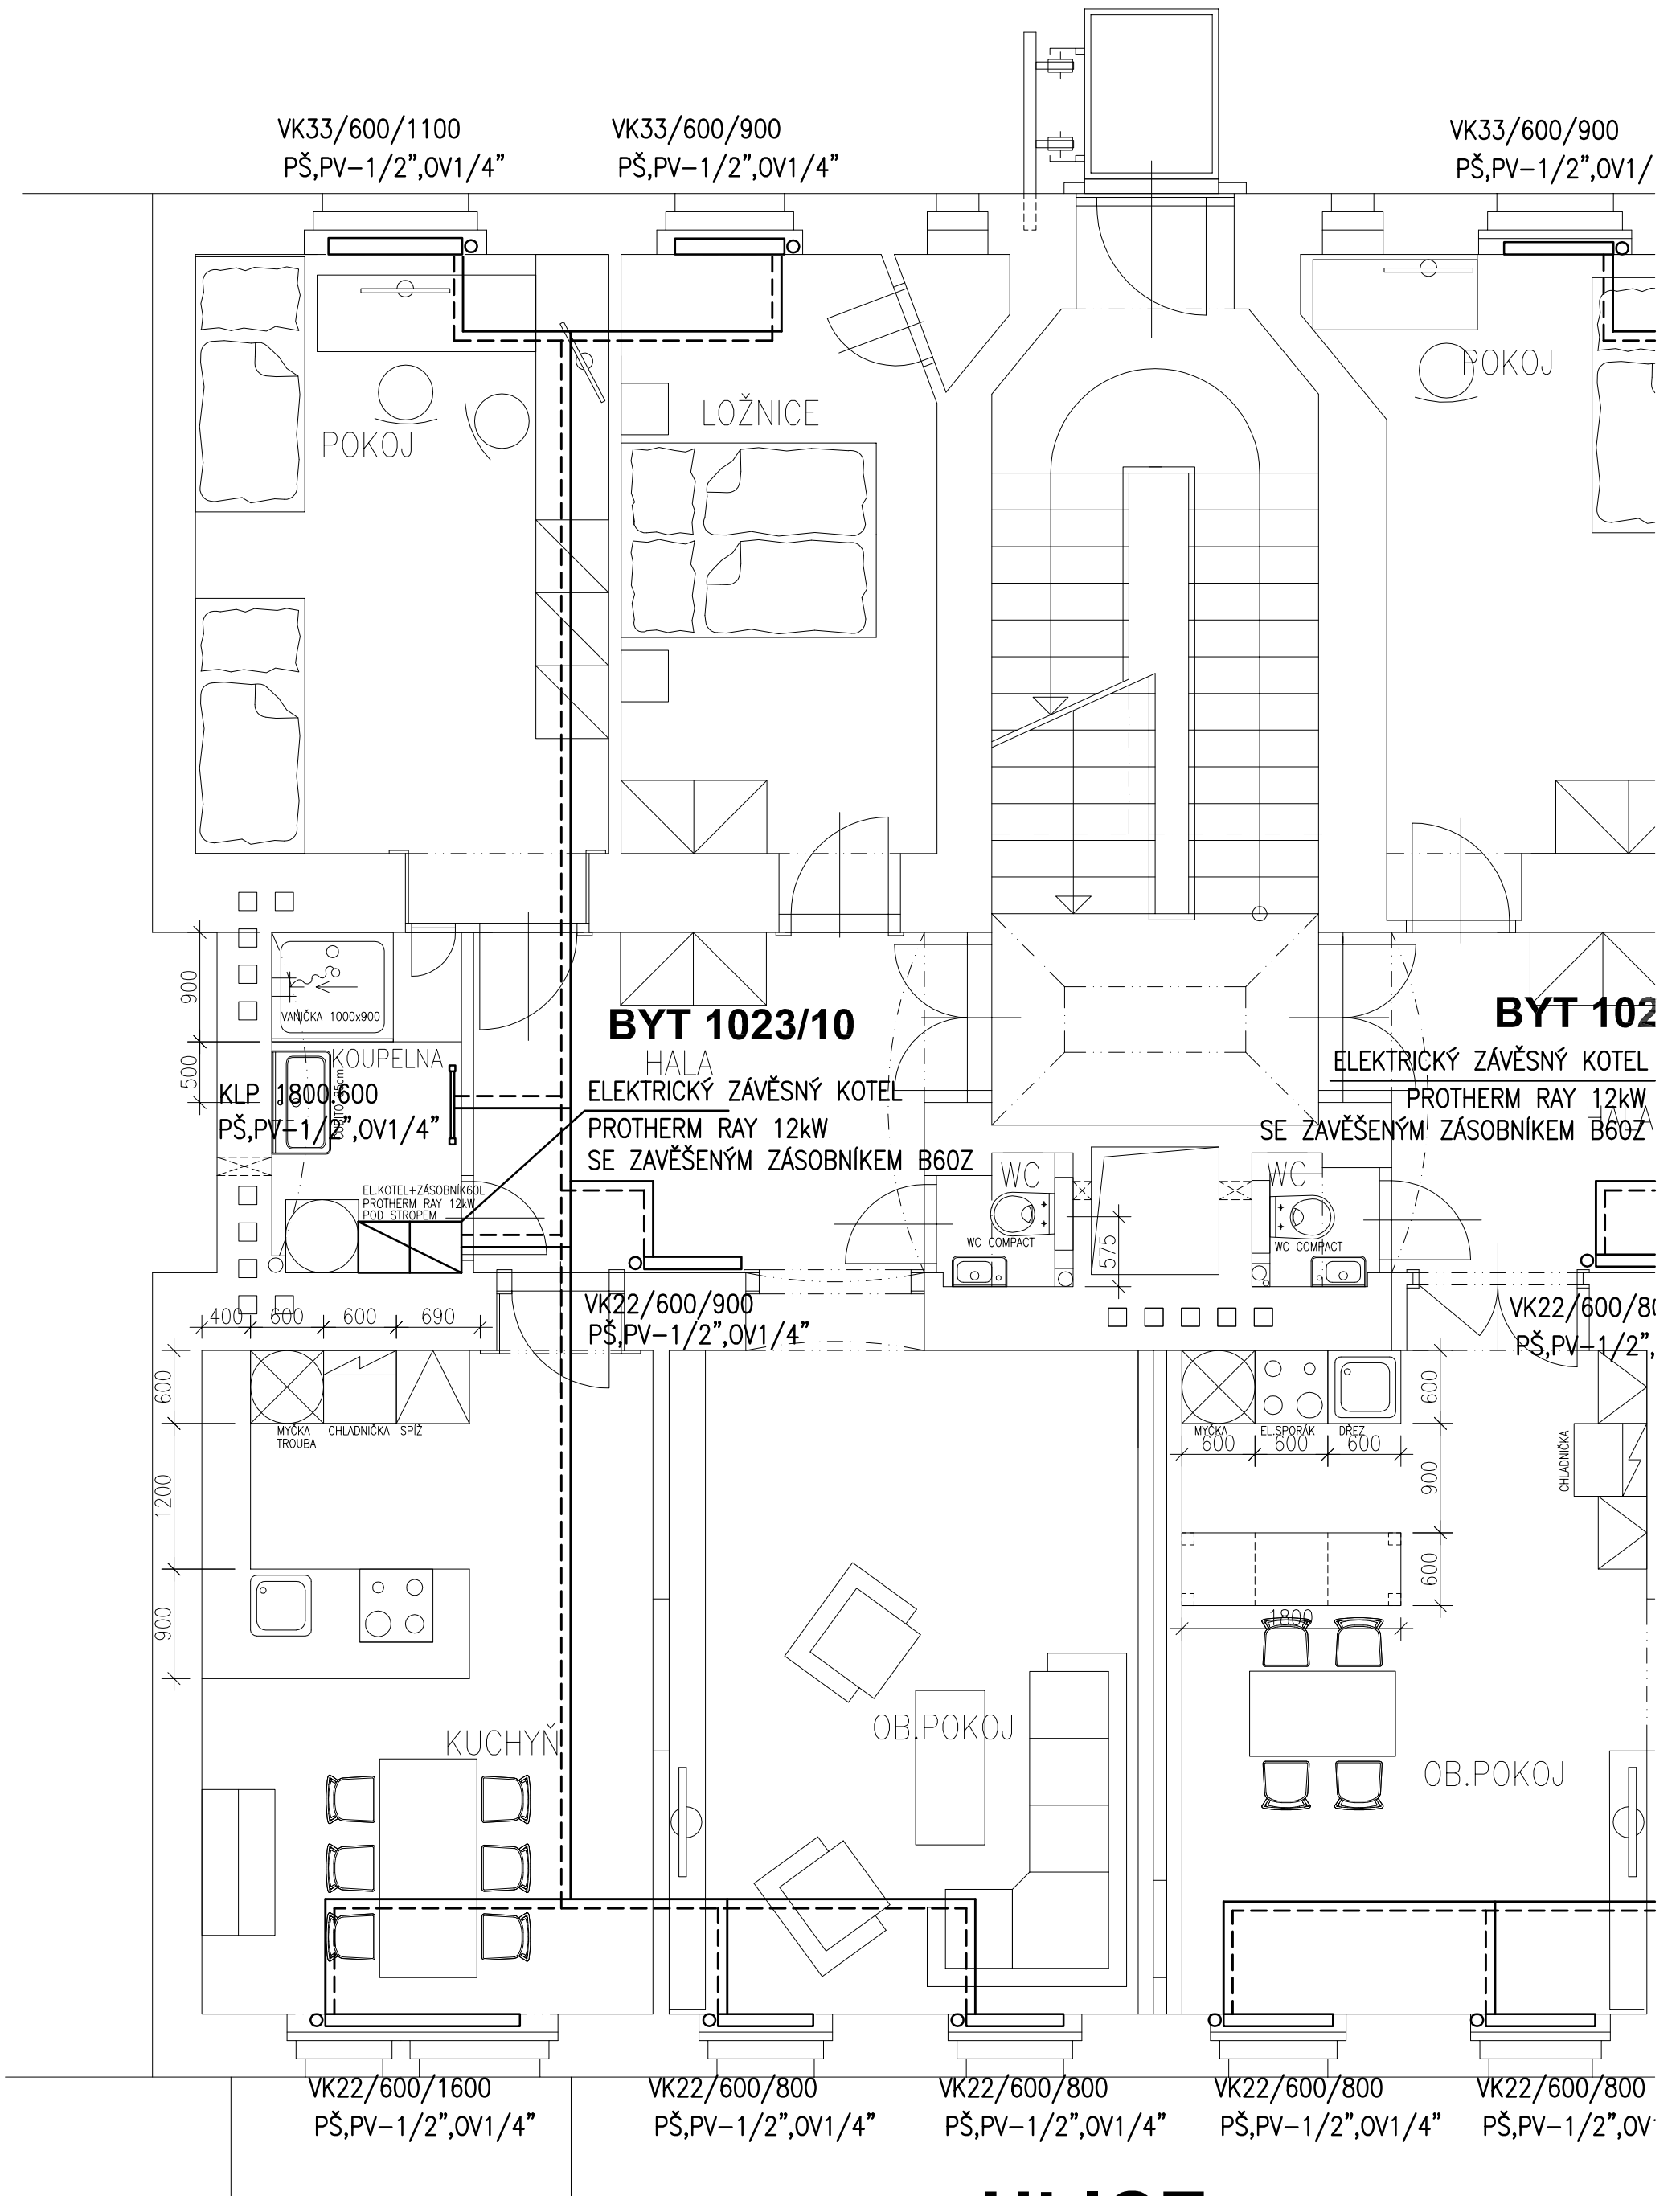 VK33/600/1100
PŠ,PV-1/2",OV1/4"
VK33/600/900
PŠ,PV-1/2",OV1/4"
VK33/600/900
PŠ,PV-1/2",OV1/
POKOJ
LOŽNICE
POKOJ
900
500
VANIČKA 1000x900
KOUPELNA
KLP 1800.600
PŠ,PV-1/2",OV1/4"
EL.KOTEL+ZÁSOBNÍK60L
PROTHERM RAY 12kW
POD STROPEM
BYT 1023/10
HALA
ELEKTRICKÝ ZÁVĚSNÝ KOTEL
PROTHERM RAY 12kW
SE ZAVĚŠENÝM ZÁSOBNÍKEM B60Z
BYT 102
ELEKTRICKÝ ZÁVĚSNÝ KOTEL
PROTHERM RAY 12kW
HALA
SE ZAVĚŠENÝM ZÁSOBNÍKEM B60Z
WC
WC COMPACT
575
WC
WC COMPACT
VK22/600/900
PŠ,PV-1/2",OV1/4"
VK22/600/80
PŠ,PV-1/2",
400 600 600 690
600
1200
900
MYČKA
TROUBA
CHLADNIČKA
SPÍŽ
MYČKA
EL.SPORÁK
DŘEZ
600 600 600
600
900
600
1800
CHLADNIČKA
KUCHYŇ
OB.POKOJ
OB.POKOJ
VK22/600/1600
PŠ,PV-1/2",OV1/4"
VK22/600/800
PŠ,PV-1/2",OV1/4"
VK22/600/800
PŠ,PV-1/2",OV1/4"
VK22/600/800
PŠ,PV-1/2",OV1/4"
VK22/600/800
PŠ,PV-1/2",OV